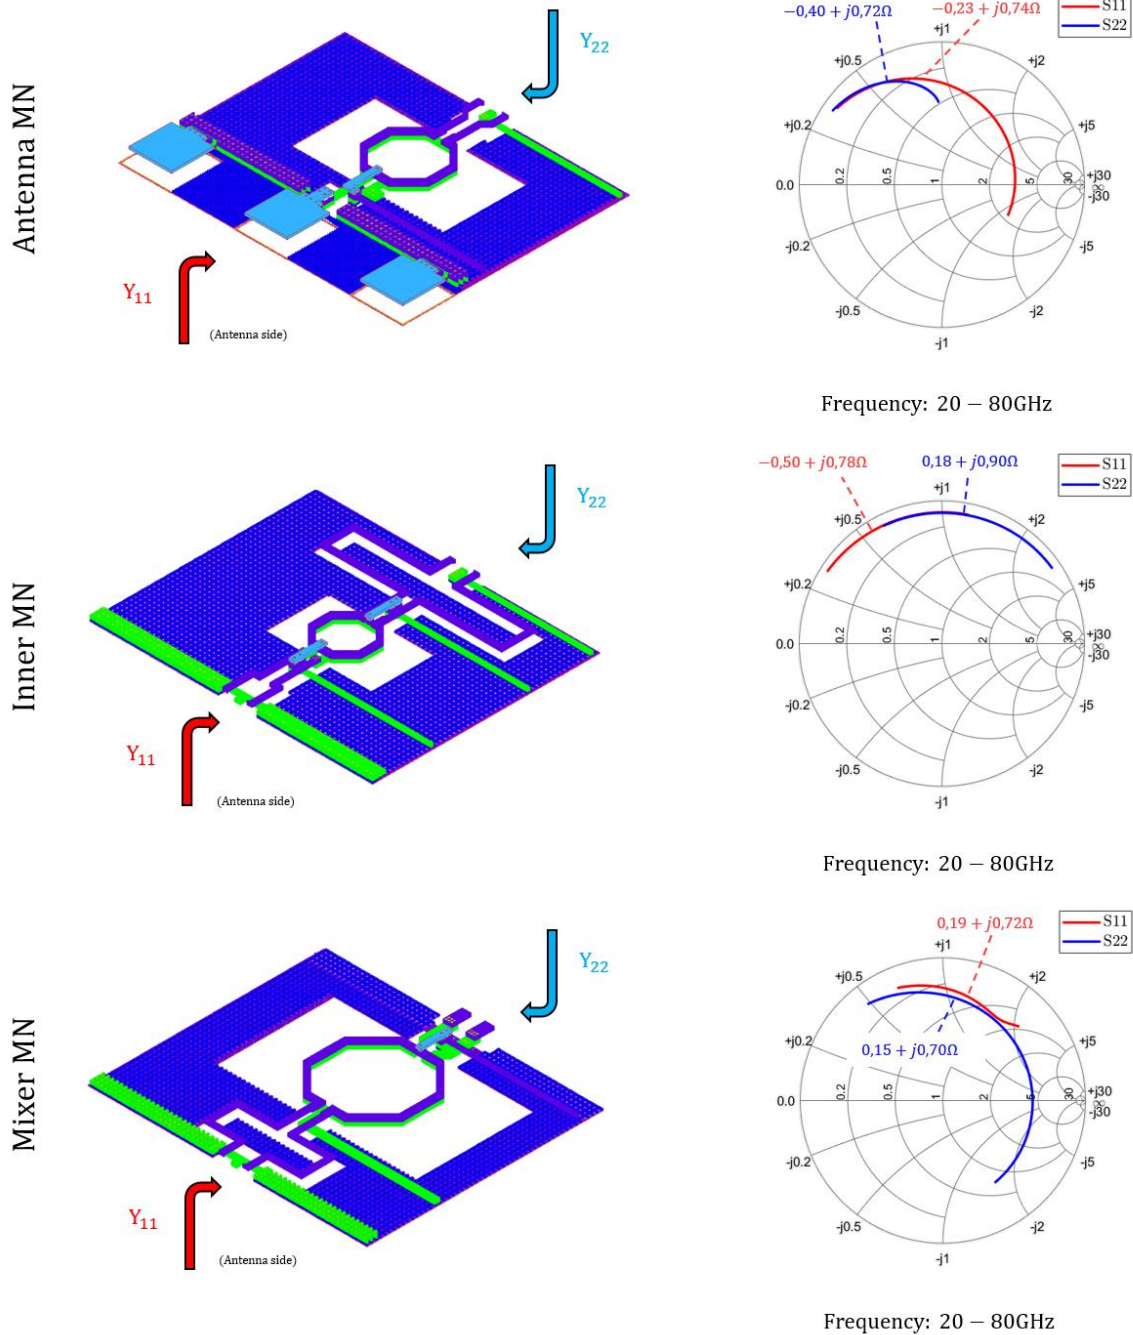 Antenna MN
Y22
Y11
(Antenna side)
−0,40 + j0,72Ω
−0,23 + j0,74Ω
S11
S22
+j1
+j0.5
+j2
+j0.2
+j5
0.0
0.2
0.5
1
2
5
30
+j30
∞
-j30
-j0.2
-j5
-j0.5
-j2
-j1
Frequency: 20 − 80GHz
Inner MN
Y22
Y11
(Antenna side)
−0,50 + j0,78Ω
0,18 + j0,90Ω
S11
S22
+j1
+j0.5
+j2
+j0.2
+j5
0.0
0.2
0.5
1
2
5
30
+j30
∞
-j30
-j0.2
-j5
-j0.5
-j2
-j1
Frequency: 20 − 80GHz
Mixer MN
Y22
Y11
(Antenna side)
0,19 + j0,72Ω
S11
S22
+j1
+j0.5
+j2
0,15 + j0,70Ω
+j0.2
+j5
0.0
0.2
0.5
1
2
5
30
+j30
∞
-j30
-j0.2
-j5
-j0.5
-j2
-j1
Frequency: 20 − 80GHz